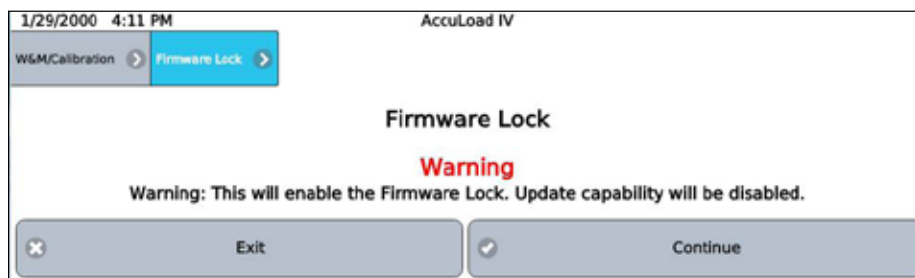 1/29/2000 4:11 PM AccuLoad IV
W&M/Calibration Firmware Lock
Firmware Lock
Warning
Warning: This will enable the Firmware Lock. Update capability will be disabled.
Exit Continue